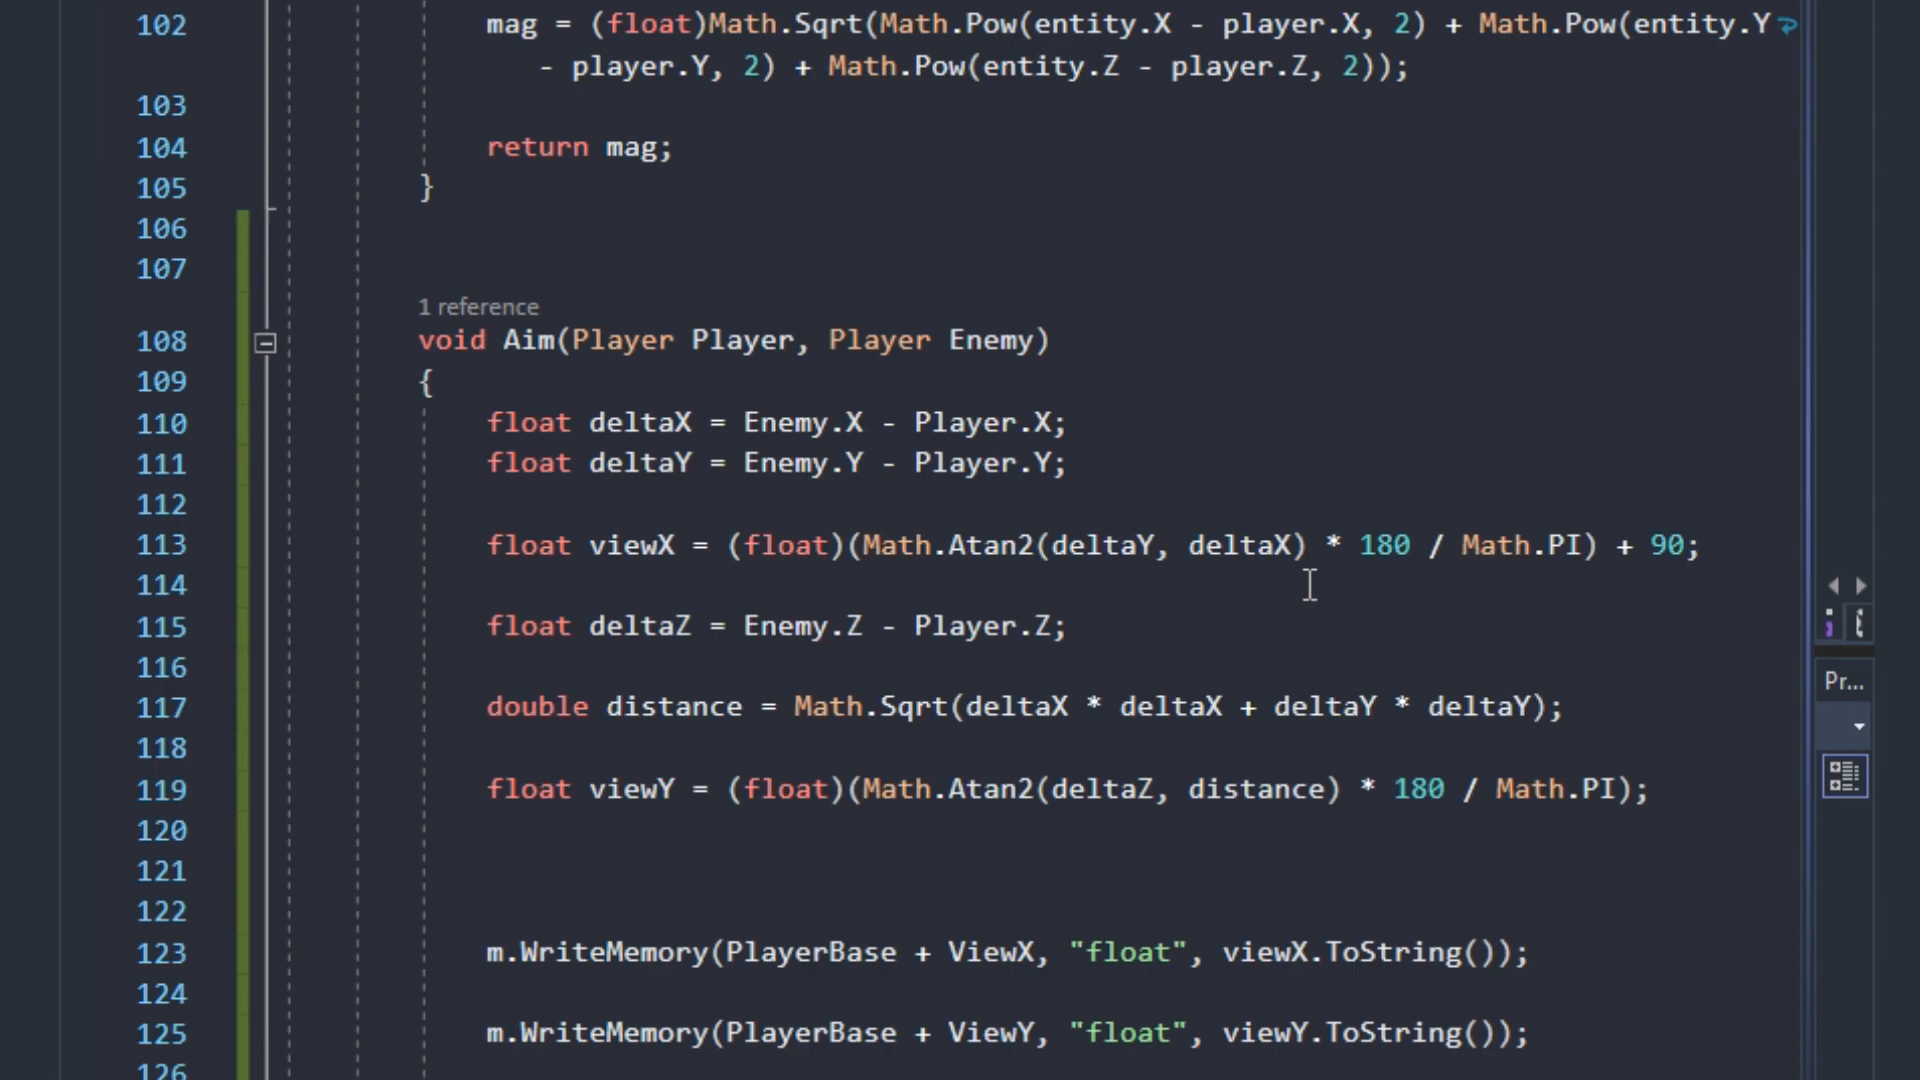 102 mag = (float)Math.Sqrt(Math.Pow(entity.X - player.X, 2) + Math.Pow(entity.Y
- player.Y, 2) + Math.Pow(entity.Z - player.Z, 2));
103
104 return mag;
105 }
106
107
1 reference
108 void Aim(Player Player, Player Enemy)
109 {
110 float deltaX = Enemy.X - Player.X;
111 float deltaY = Enemy.Y - Player.Y;
112
113 float viewX = (float)(Math.Atan2(deltaY, deltaX) * 180 / Math.PI) + 90;
114
115 float deltaZ = Enemy.Z - Player.Z;
116
117 double distance = Math.Sqrt(deltaX * deltaX + deltaY * deltaY);
118
119 float viewY = (float)(Math.Atan2(deltaZ, distance) * 180 / Math.PI);
120
121
122
123 m.WriteMemory(PlayerBase + ViewX, "float", viewX.ToString());
124
125 m.WriteMemory(PlayerBase + ViewY, "float", viewY.ToString());
126
Pr...